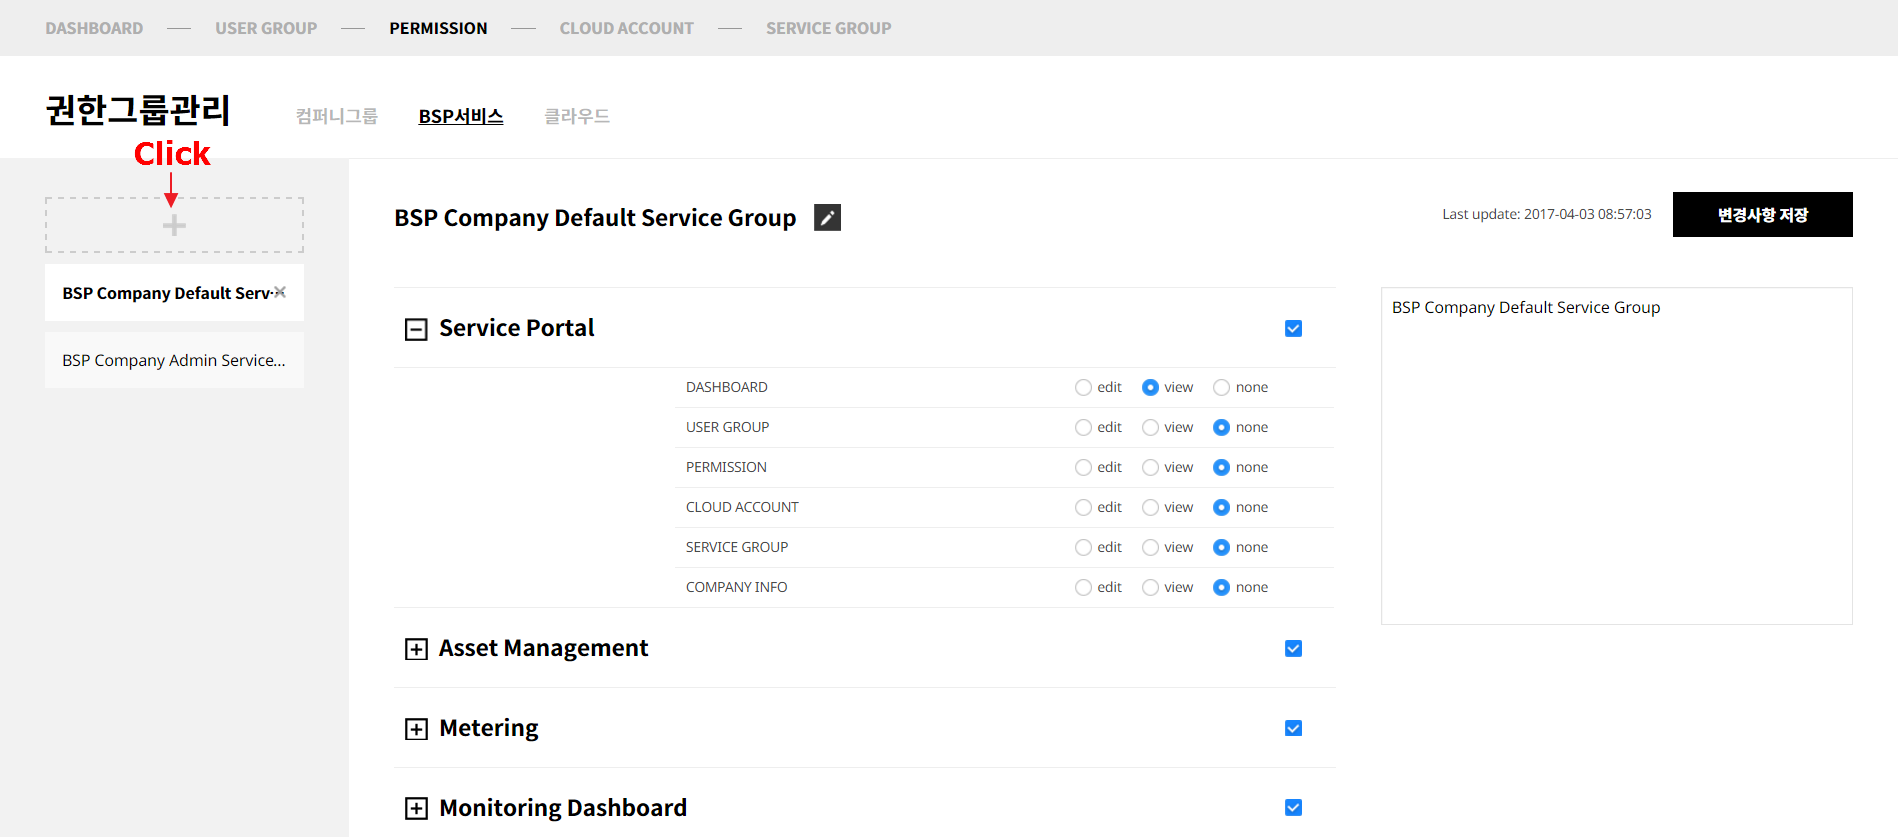 DASHBOARD — USER GROUP — PERMISSION — CLOUD ACCOUNT — SERVICE GROUP
권한그룹관리 컴퍼니그룹 BSP서비스 클라우드
Click
BSP Company Default Serv...
BSP Company Admin Service...
BSP Company Default Service Group
Last update: 2017-04-03 08:57:03
변경사항 저장
Service Portal
DASHBOARD edit view none
USER GROUP edit view none
PERMISSION edit view none
CLOUD ACCOUNT edit view none
SERVICE GROUP edit view none
COMPANY INFO edit view none
Asset Management
Metering
Monitoring Dashboard
BSP Company Default Service Group